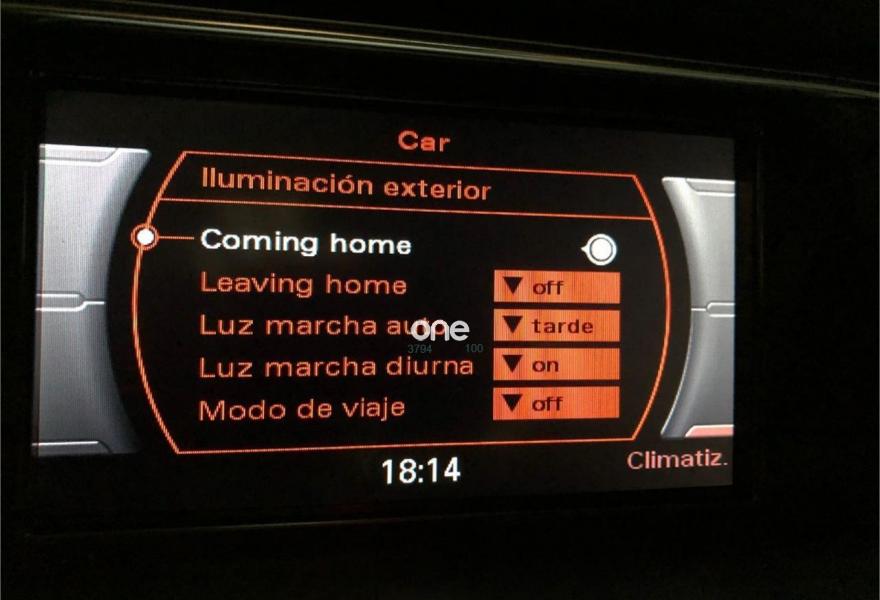 Car
Iluminación exterior
Coming home
Leaving home off
Luz marcha auto tarde
one
3794 100
Luz marcha diurna on
Modo de viaje off
18:14
Climatiz.